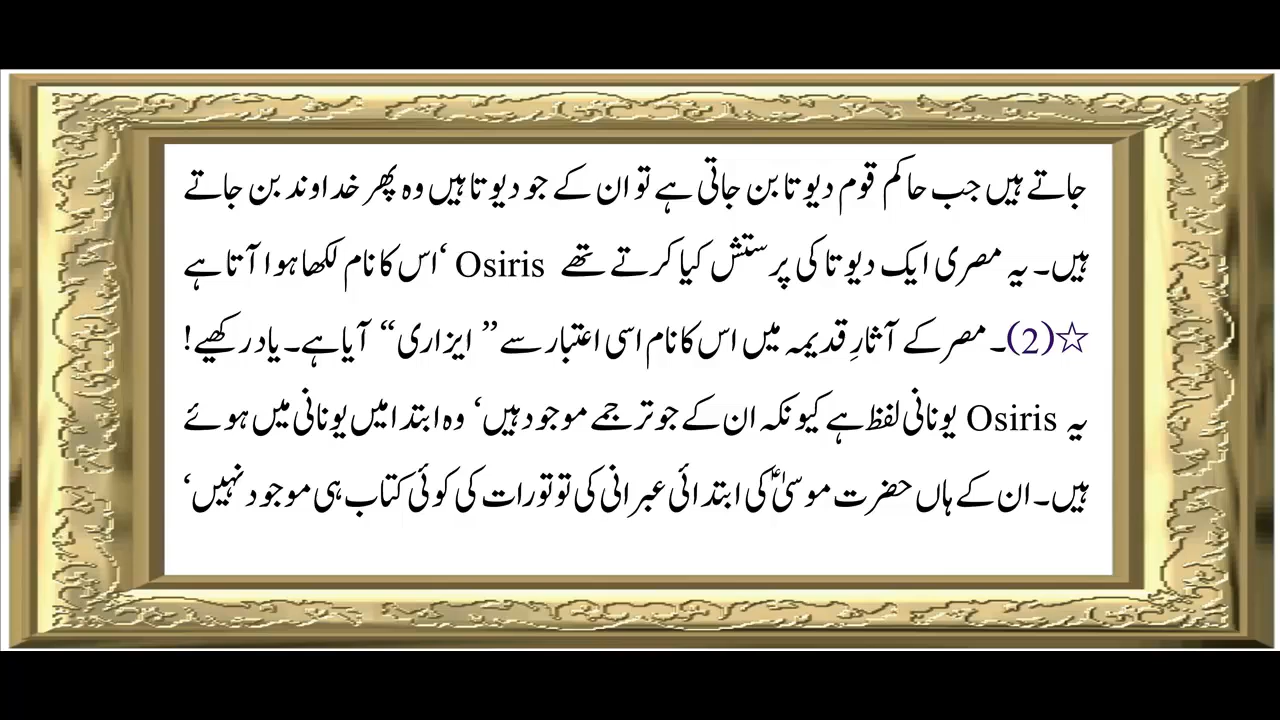 جاتے ہیں جب حاکم قوم دیوتا بن جاتی ہے تو ان کے جو دیوتا ہیں وہ پھر خداوند بن جاتے
ہیں۔ یہ مصری ایک دیوتا کی پرستش کیا کرتے تھے Osiris ‘اس کا نام لکھا ہوا آتا ہے
☆(2)۔ مصر کے آثارِ قدیمہ میں اس کا نام اسی اعتبار سے ’’ ایزاری‘‘ آیا ہے۔ یاد رکھیے!
یہ Osiris یونانی لفظ ہے کیونکہ ان کے جو ترجمے موجود ہیں‘ وہ ابتدا میں یونانی میں ہوئے
ہیں۔ ان کے ہاں حضرت موسیٰؑ کی ابتدائی عبرانی کی تو تورات کی کوئی کتاب ہی موجود نہیں‘